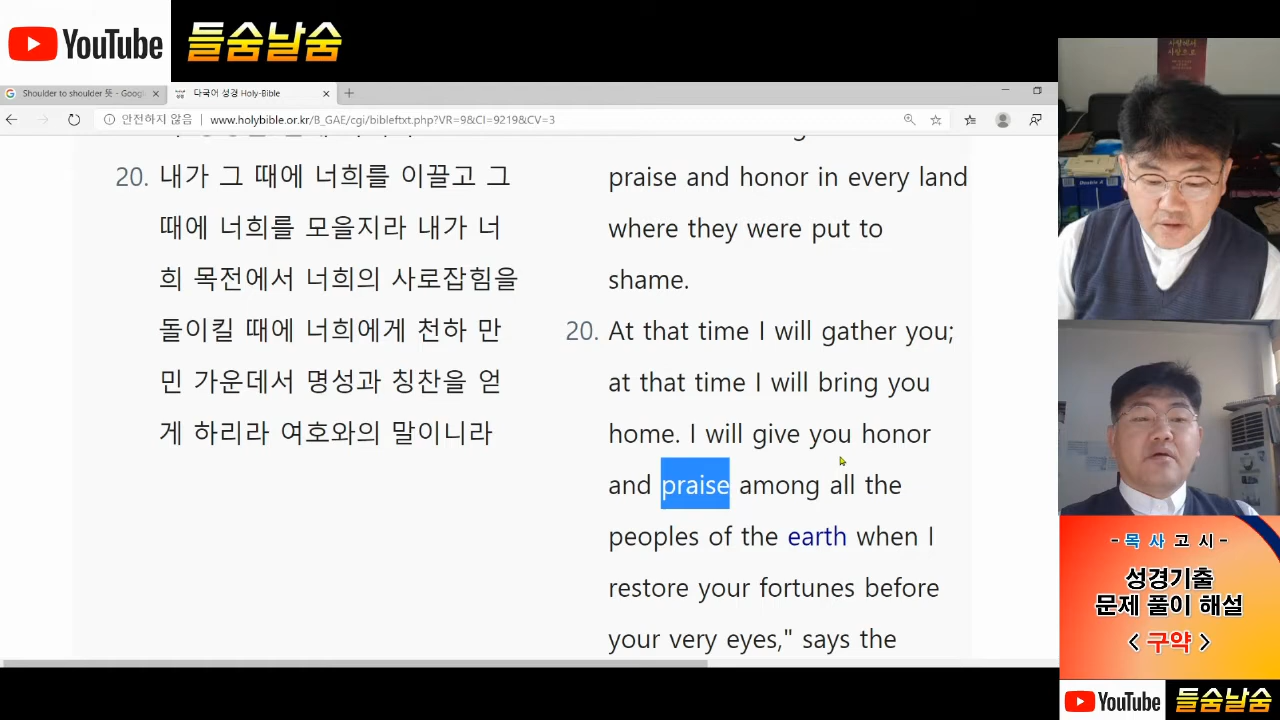 YouTube 들숨날숨
Shoulder to shoulder 뜻 - Goog
다국어 성경 Holy-Bible
안전하지 않음 www.holybible.or.kr/B_GAE/cgi/bibleftxt.php?VR=9&CI=9219&CV=3
20. 내가 그 때에 너희를 이끌고 그
때에 너희를 모을지라 내가 너
희 목전에서 너희의 사로잡힘을
돌이킬 때에 너희에게 천하 만
민 가운데서 명성과 칭찬을 얻
게 하리라 여호와의 말이니라
praise and honor in every land
where they were put to
shame.
20. At that time I will gather you;
at that time I will bring you
home. I will give you honor
and praise among all the
peoples of the earth when I
restore your fortunes before
your very eyes," says the
사랑에서
사랑으로
- 목 사 고 시 -
성경기출
문제 풀이 해설
< 구약 >
YouTube 들숨날숨